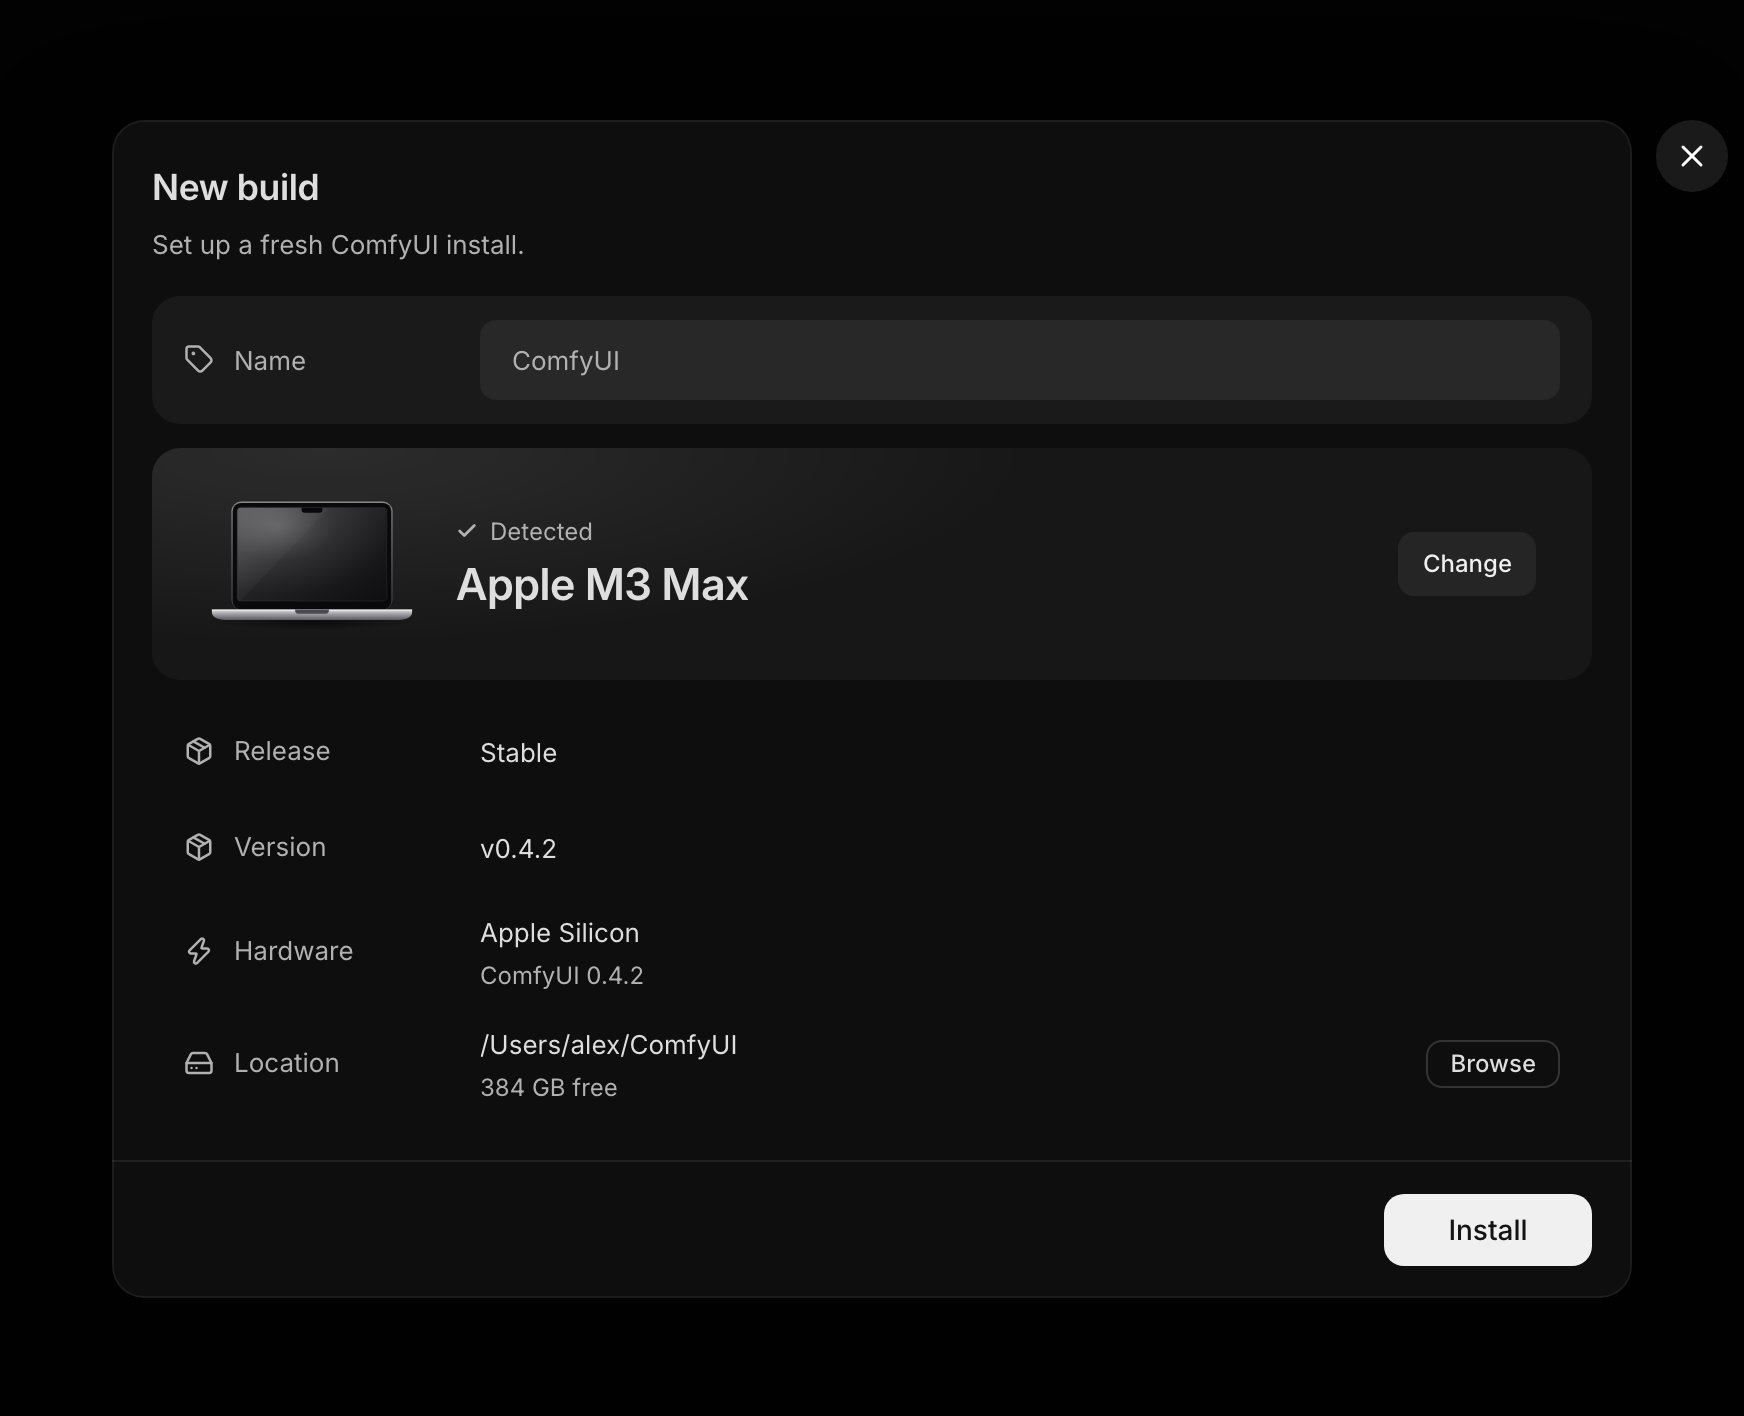 New build
Set up a fresh ComfyUI install.
Name
ComfyUI
Detected
Apple M3 Max
Change
Release
Stable
Version
v0.4.2
Hardware
Apple Silicon
ComfyUI 0.4.2
Location
/Users/alex/ComfyUI
384 GB free
Browse
Install